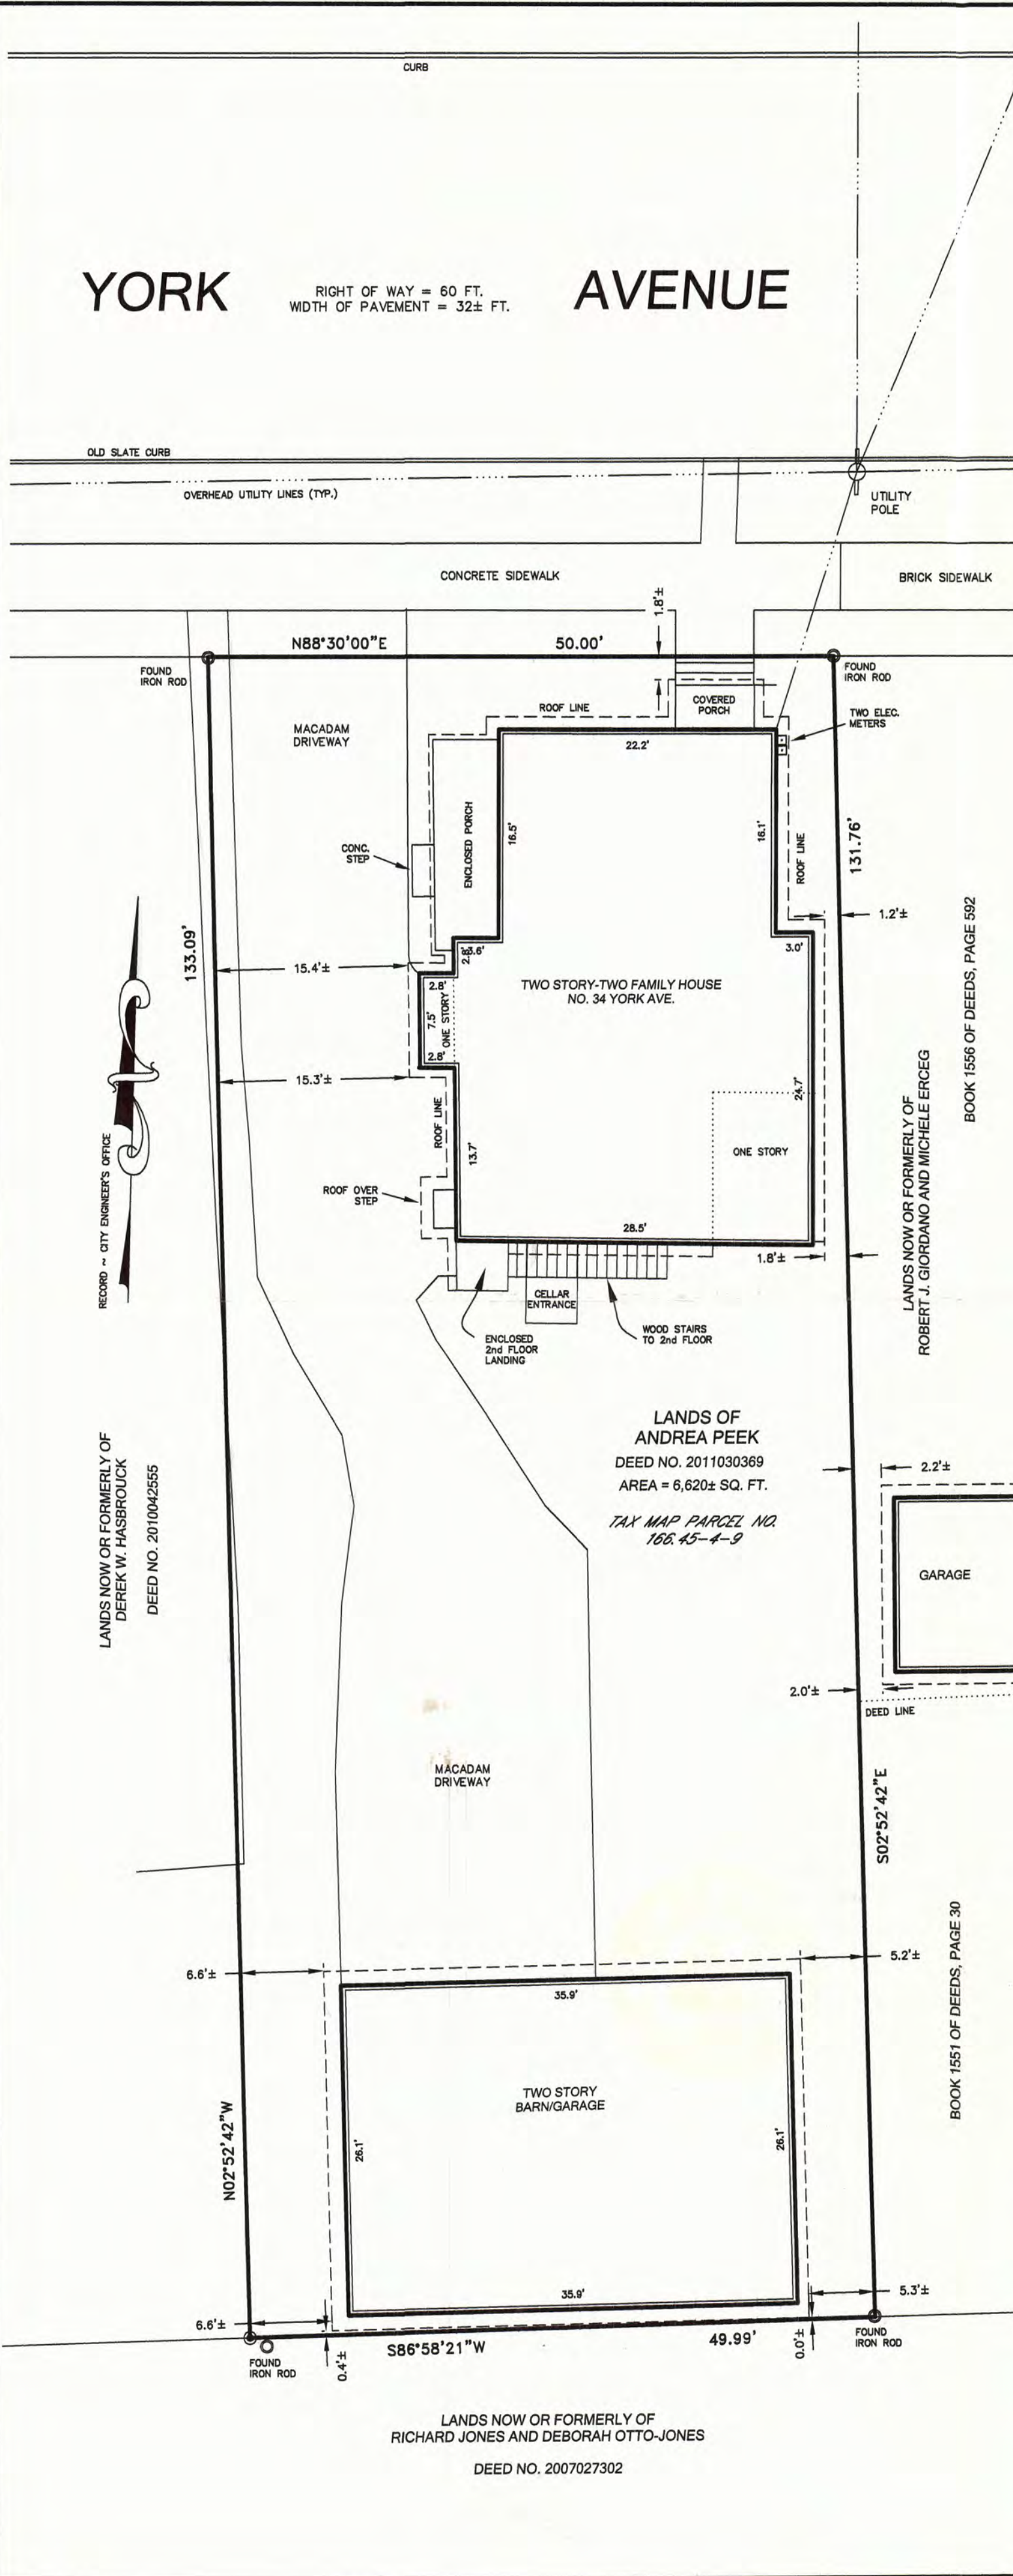 CURB
YORK AVENUE
RIGHT OF WAY = 60 FT.
WIDTH OF PAVEMENT = 32± FT.
OLD SLATE CURB
OVERHEAD UTILITY LINES (TYP.)
UTILITY
POLE
CONCRETE SIDEWALK
BRICK SIDEWALK
1.8'±
N88°30'00"E 50.00'
FOUND
IRON ROD
FOUND
IRON ROD
MACADAM
DRIVEWAY
ROOF LINE
COVERED
PORCH
TWO ELEC.
METERS
22.2'
ENCLOSED PORCH
16.5'
16.1'
ROOF LINE
131.76'
CONC.
STEP
1.2'±
133.09'
15.4'±
3.6'
2.8'
3.0'
TWO STORY-TWO FAMILY HOUSE
NO. 34 YORK AVE.
2.8'
7.5'
ONE STORY
2.8'
15.3'±
24.7'
ROOF LINE
13.7'
ONE STORY
ROOF OVER
STEP
28.5'
1.8'±
CELLAR
ENTRANCE
ENCLOSED
2nd FLOOR
LANDING
WOOD STAIRS
TO 2nd FLOOR
RECORD ~ CITY ENGINEER'S OFFICE
BOOK 1556 OF DEEDS, PAGE 592
LANDS NOW OR FORMERLY OF
ROBERT J. GIORDANO AND MICHELE ERCEG
LANDS OF
ANDREA PEEK
DEED NO. 2011030369
AREA = 6,620± SQ. FT.
TAX MAP PARCEL NO.
166.45-4-9
LANDS NOW OR FORMERLY OF
DEREK W. HASBROUCK
DEED NO. 2010042555
2.2'±
GARAGE
2.0'±
DEED LINE
MACADAM
DRIVEWAY
S02°52'42"E
BOOK 1551 OF DEEDS, PAGE 30
6.6'±
5.2'±
35.9'
TWO STORY
BARN/GARAGE
26.1'
26.1'
N02°52'42"W
35.9'
5.3'±
6.6'±
S86°58'21"W 49.99'
0.4'±
0.0'±
FOUND
IRON ROD
FOUND
IRON ROD
LANDS NOW OR FORMERLY OF
RICHARD JONES AND DEBORAH OTTO-JONES
DEED NO. 2007027302